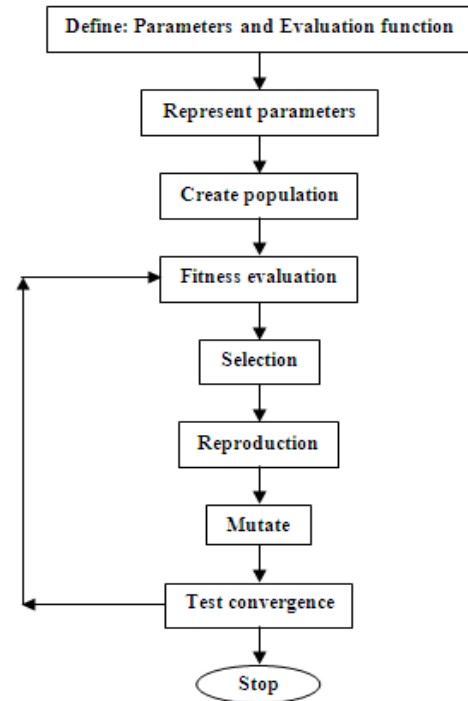 Define: Parameters and Evaluation function
Represent parameters
Create population
Fitness evaluation
Selection
Reproduction
Mutate
Test convergence
Stop